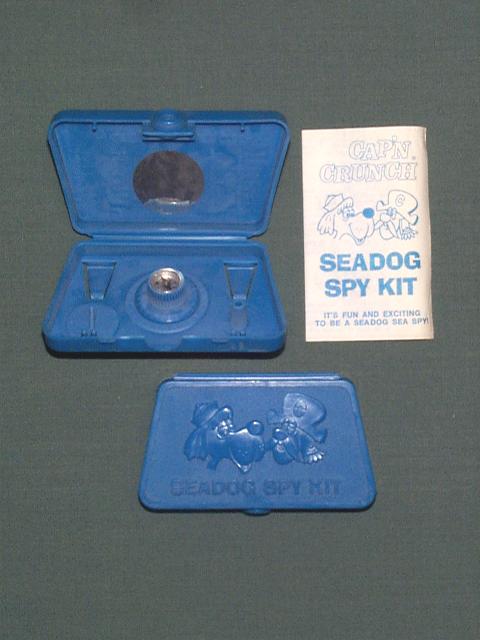 CAP'N
CRUNCH
C
SEADOG
SPY KIT
IT'S FUN AND EXCITING
TO BE A SEADOG SEA SPY!
C
SEADOG SPY KIT